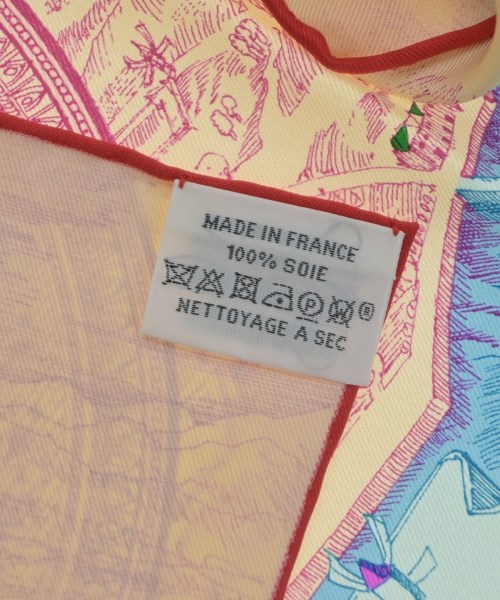 MADE IN FRANCE
100% SOIE
P W ®
NETTOYAGE A SEC